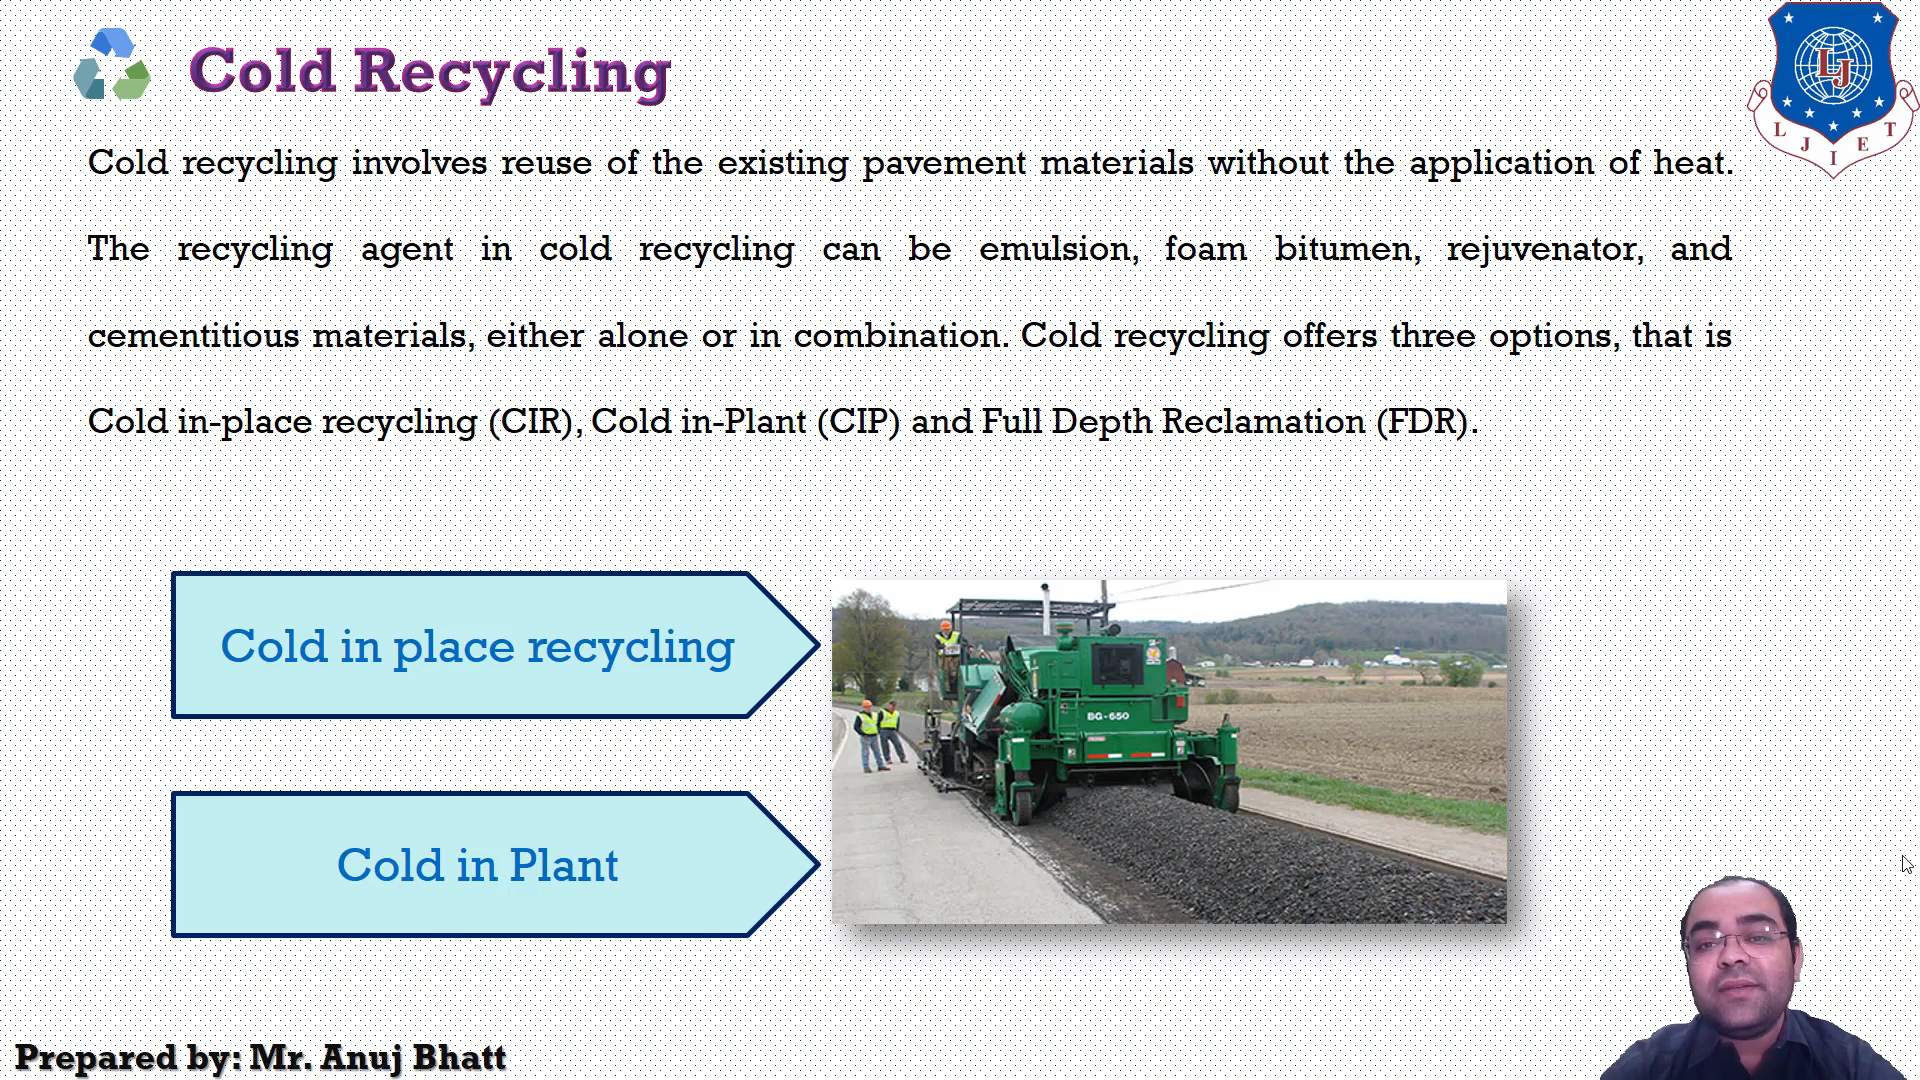 Cold Recycling
LJ
L J I E T
Cold recycling involves reuse of the existing pavement materials without the application of heat.
The recycling agent in cold recycling can be emulsion, foam bitumen, rejuvenator, and
cementitious materials, either alone or in combination. Cold recycling offers three options, that is
Cold in-place recycling (CIR), Cold in-Plant (CIP) and Full Depth Reclamation (FDR).
Cold in place recycling
BG-650
Cold in Plant
Prepared by: Mr. Anuj Bhatt